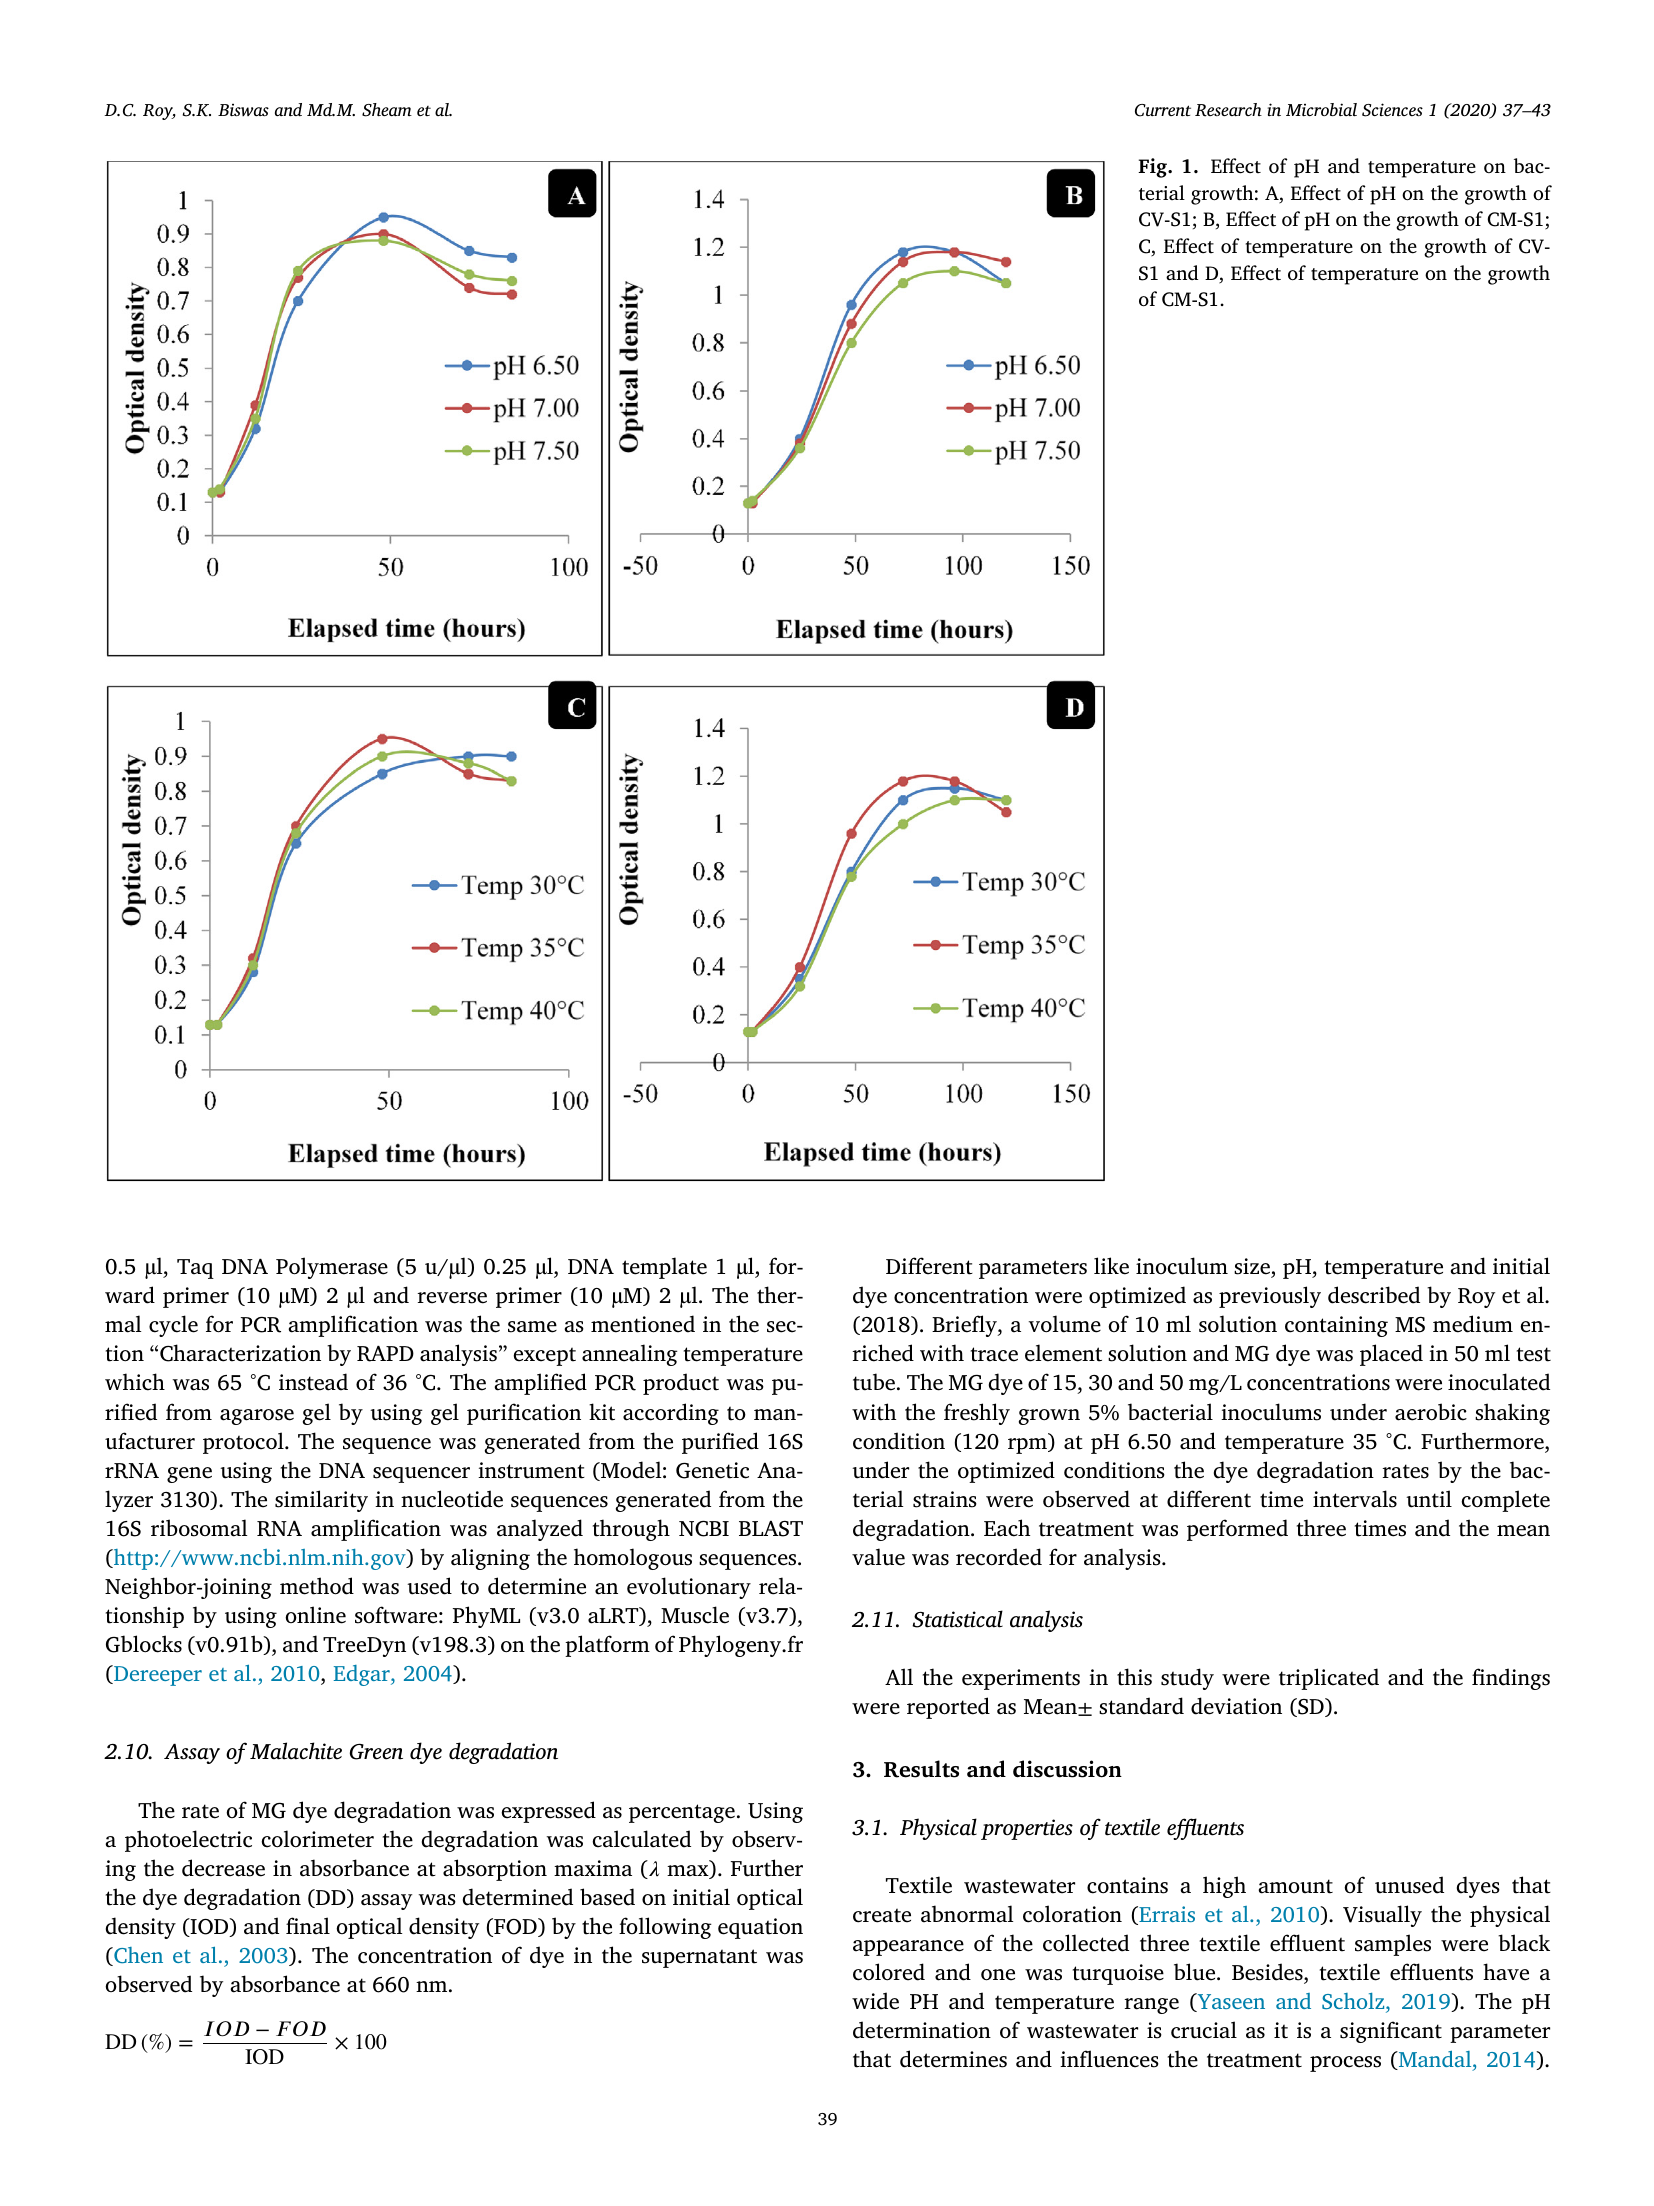 D.C. Roy, S.K. Biswas and Md.M. Sheam et al.
Current Research in Microbial Sciences 1 (2020) 37–43
A
1
0.9
0.8
0.7
0.6
0.5
0.4
0.3
0.2
0.1
0
Optical density
pH 6.50
pH 7.00
pH 7.50
0
50
100
Elapsed time (hours)
B
1.4
1.2
1
0.8
0.6
0.4
0.2
0
Optical density
pH 6.50
pH 7.00
pH 7.50
-50
0
50
100
150
Elapsed time (hours)
Fig. 1. Effect of pH and temperature on bac-
terial growth: A, Effect of pH on the growth of
CV-S1; B, Effect of pH on the growth of CM-S1;
C, Effect of temperature on the growth of CV-
S1 and D, Effect of temperature on the growth
of CM-S1.
C
1
0.9
0.8
0.7
0.6
0.5
0.4
0.3
0.2
0.1
0
Optical density
Temp 30°C
Temp 35°C
Temp 40°C
0
50
100
Elapsed time (hours)
D
1.4
1.2
1
0.8
0.6
0.4
0.2
0
Optical density
Temp 30°C
Temp 35°C
Temp 40°C
-50
0
50
100
150
Elapsed time (hours)
0.5 μl, Taq DNA Polymerase (5 u/μl) 0.25 μl, DNA template 1 μl, for-
ward primer (10 μM) 2 μl and reverse primer (10 μM) 2 μl. The ther-
mal cycle for PCR amplification was the same as mentioned in the sec-
tion “Characterization by RAPD analysis” except annealing temperature
which was 65 ˚C instead of 36 ˚C. The amplified PCR product was pu-
rified from agarose gel by using gel purification kit according to man-
ufacturer protocol. The sequence was generated from the purified 16S
rRNA gene using the DNA sequencer instrument (Model: Genetic Ana-
lyzer 3130). The similarity in nucleotide sequences generated from the
16S ribosomal RNA amplification was analyzed through NCBI BLAST
(http://www.ncbi.nlm.nih.gov) by aligning the homologous sequences.
Neighbor-joining method was used to determine an evolutionary rela-
tionship by using online software: PhyML (v3.0 aLRT), Muscle (v3.7),
Gblocks (v0.91b), and TreeDyn (v198.3) on the platform of Phylogeny.fr
(Dereeper et al., 2010, Edgar, 2004).
2.10. Assay of Malachite Green dye degradation
The rate of MG dye degradation was expressed as percentage. Using
a photoelectric colorimeter the degradation was calculated by observ-
ing the decrease in absorbance at absorption maxima (λ max). Further
the dye degradation (DD) assay was determined based on initial optical
density (IOD) and final optical density (FOD) by the following equation
(Chen et al., 2003). The concentration of dye in the supernatant was
observed by absorbance at 660 nm.
DD (%) = IOD − FOD / IOD × 100
Different parameters like inoculum size, pH, temperature and initial
dye concentration were optimized as previously described by Roy et al.
(2018). Briefly, a volume of 10 ml solution containing MS medium en-
riched with trace element solution and MG dye was placed in 50 ml test
tube. The MG dye of 15, 30 and 50 mg/L concentrations were inoculated
with the freshly grown 5% bacterial inoculums under aerobic shaking
condition (120 rpm) at pH 6.50 and temperature 35 ˚C. Furthermore,
under the optimized conditions the dye degradation rates by the bac-
terial strains were observed at different time intervals until complete
degradation. Each treatment was performed three times and the mean
value was recorded for analysis.
2.11. Statistical analysis
All the experiments in this study were triplicated and the findings
were reported as Mean± standard deviation (SD).
3. Results and discussion
3.1. Physical properties of textile effluents
Textile wastewater contains a high amount of unused dyes that
create abnormal coloration (Errais et al., 2010). Visually the physical
appearance of the collected three textile effluent samples were black
colored and one was turquoise blue. Besides, textile effluents have a
wide PH and temperature range (Yaseen and Scholz, 2019). The pH
determination of wastewater is crucial as it is a significant parameter
that determines and influences the treatment process (Mandal, 2014).
39